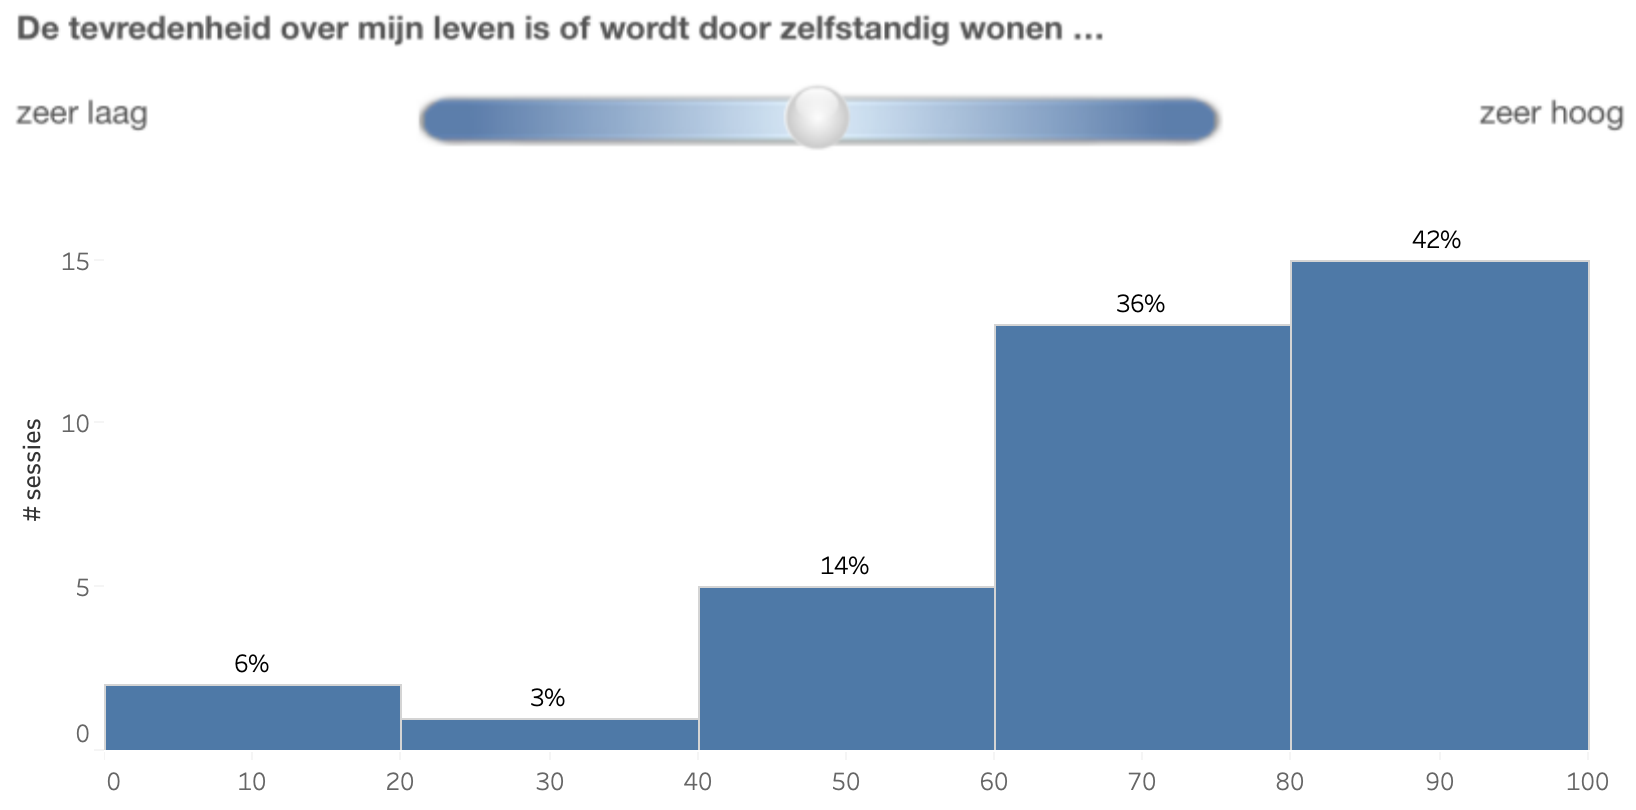 De tevredenheid over mijn leven is of wordt door zelfstandig wonen ...
zeer laag
zeer hoog
42%
15
36%
10
# sessies
14%
5
6%
3%
0
0 10 20 30 40 50 60 70 80 90 100